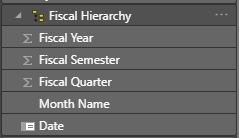 Fiscal Hierarchy
Fiscal Year
Fiscal Semester
Fiscal Quarter
Month Name
Date